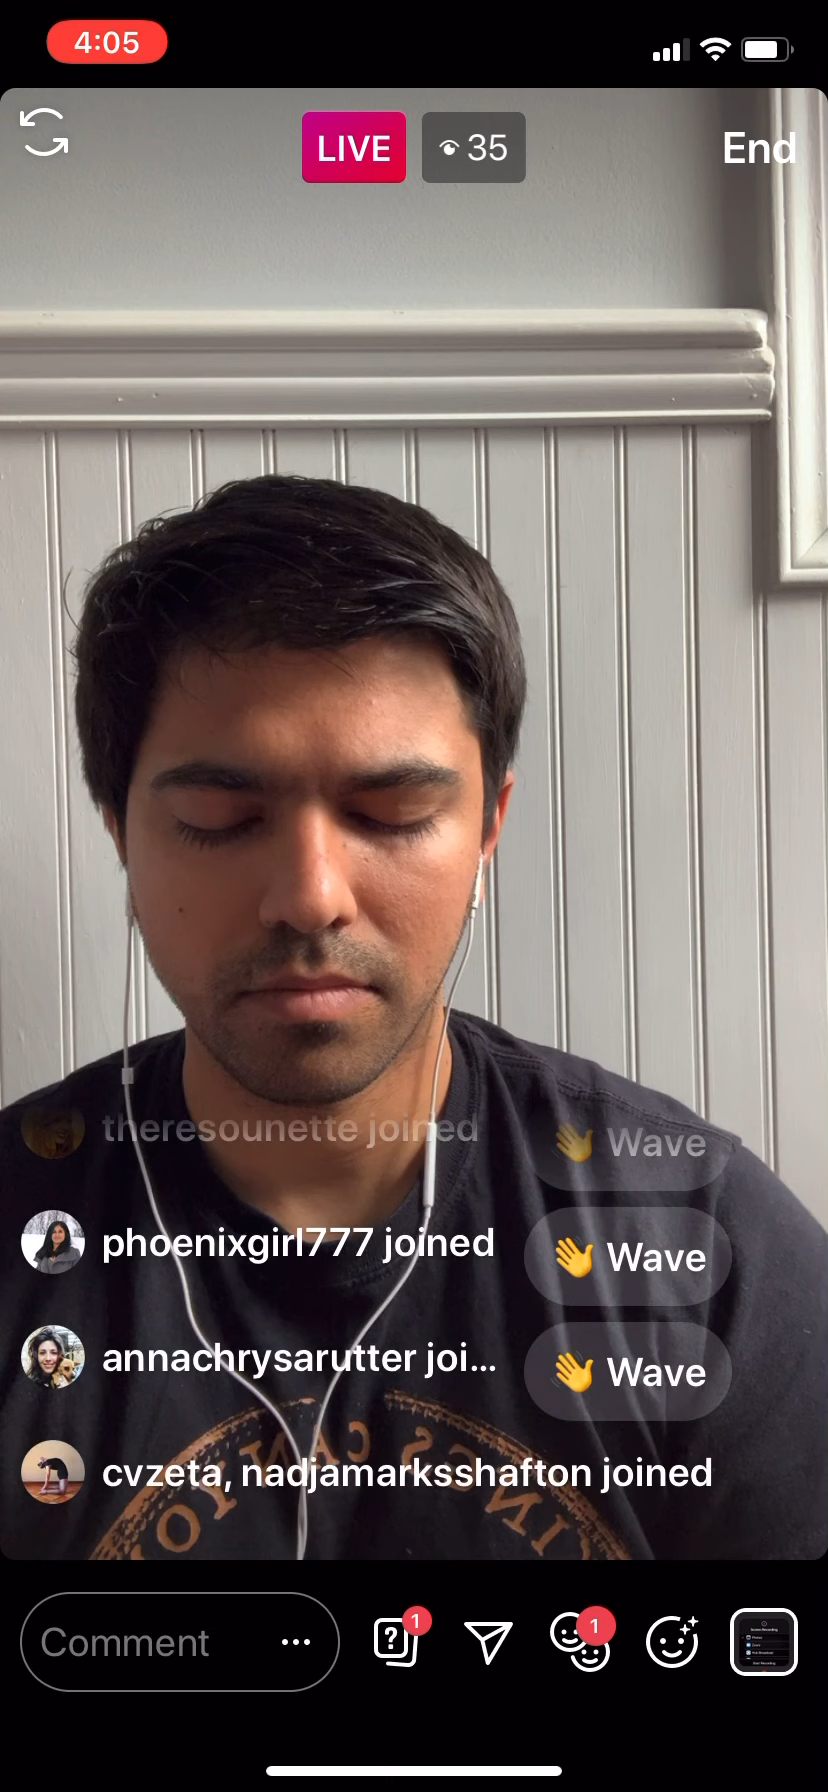 4:05
LIVE
35
End
theresounette joined
👋 Wave
phoenixgirl777 joined
👋 Wave
annachrysarutter joi...
👋 Wave
cvzeta, nadjamarksshafton joined
Comment
1
1